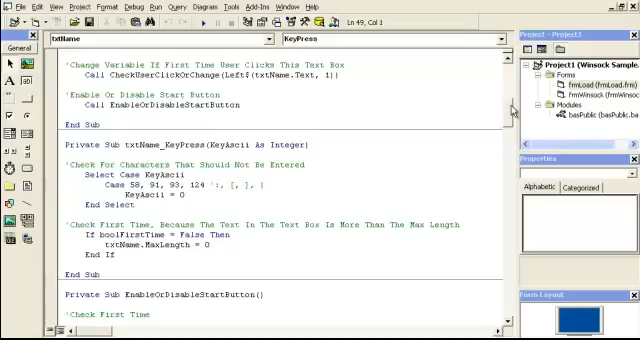 File Edit View Project Format Debug Run Query Diagram Tools Add-Ins Window Help
Ln 49, Col 1
General
txtName
KeyPress
'Change Variable If First Time User Clicks This Text Box
Call CheckUserClickOrChange(Left$(txtName.Text, 1))
'Enable Or Disable Start Button
Call EnableOrDisableStartButton
End Sub
Private Sub txtName_KeyPress(KeyAscii As Integer)
'Check For Characters That Should Not Be Entered
Select Case KeyAscii
Case 58, 91, 93, 124 ':, [, ], |
KeyAscii = 0
End Select
'Check First Time, Because The Text In The Text Box Is More Than The Max Length
If boolFirstTime = False Then
txtName.MaxLength = 0
End If
End Sub
Private Sub EnableOrDisableStartButton()
'Check First Time
Project - Project1
Project1 (Winsock Sample.
Forms
frmLoad (frmLoad.frm)
frmWinsock (frmWinsoc
Modules
basPublic (basPublic.ba
Properties
Alphabetic
Categorized
Form Layout